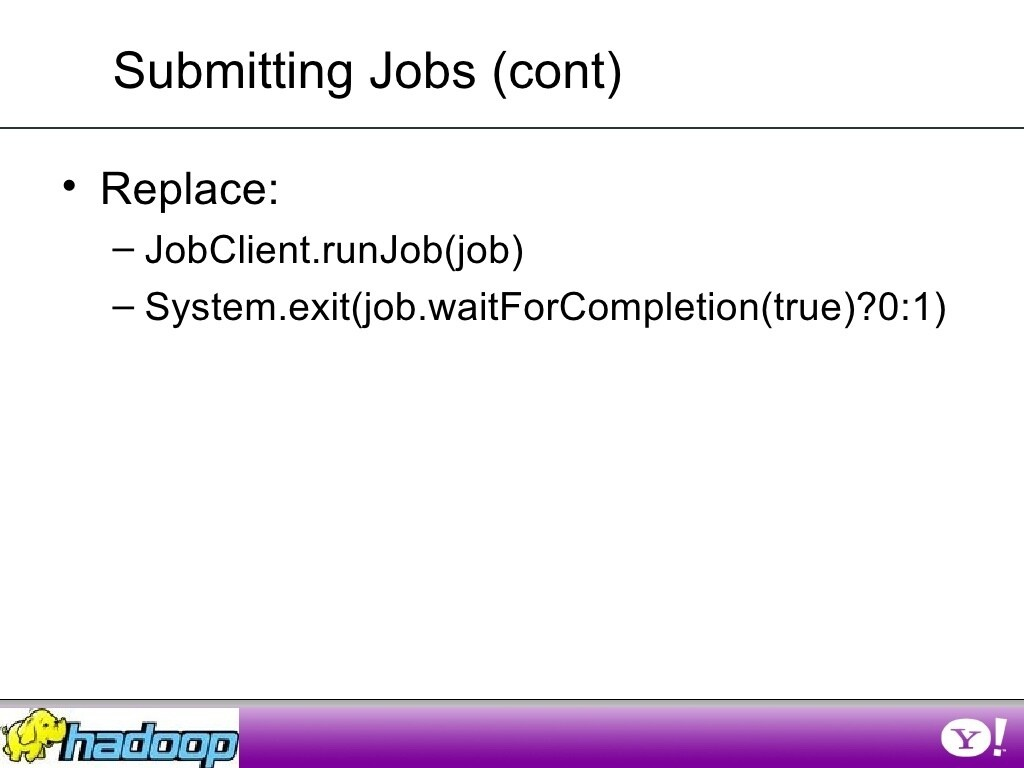 Submitting Jobs (cont)
• Replace:
– JobClient.runJob(job)
– System.exit(job.waitForCompletion(true)?0:1)
hadoop
Y!